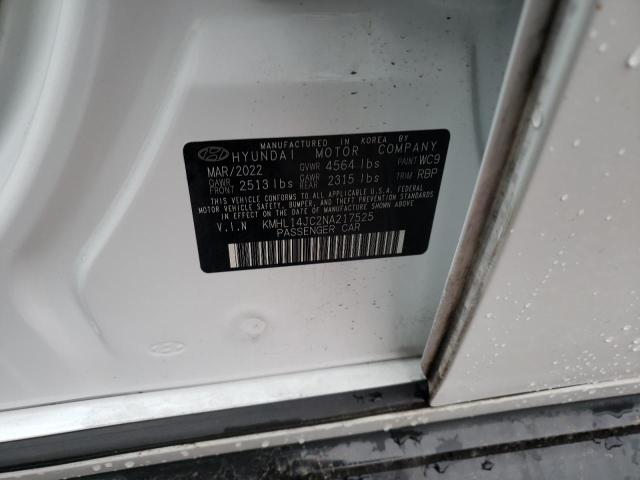 MANUFACTURED IN KOREA BY
HYUNDAI MOTOR COMPANY
MAR/2022 GVWR 4564 lbs PAINT WC9
GAWR FRONT 2513 lbs GAWR REAR 2315 lbs TRIM RBP
THIS VEHICLE CONFORMS TO ALL APPLICABLE U.S.A. FEDERAL
MOTOR VEHICLE SAFETY, BUMPER, AND THEFT PREVENTION STANDARDS
IN EFFECT ON THE DATE OF MANUFACTURE SHOWN ABOVE.
V.I.N KMHL14JC2NA217525
PASSENGER CAR